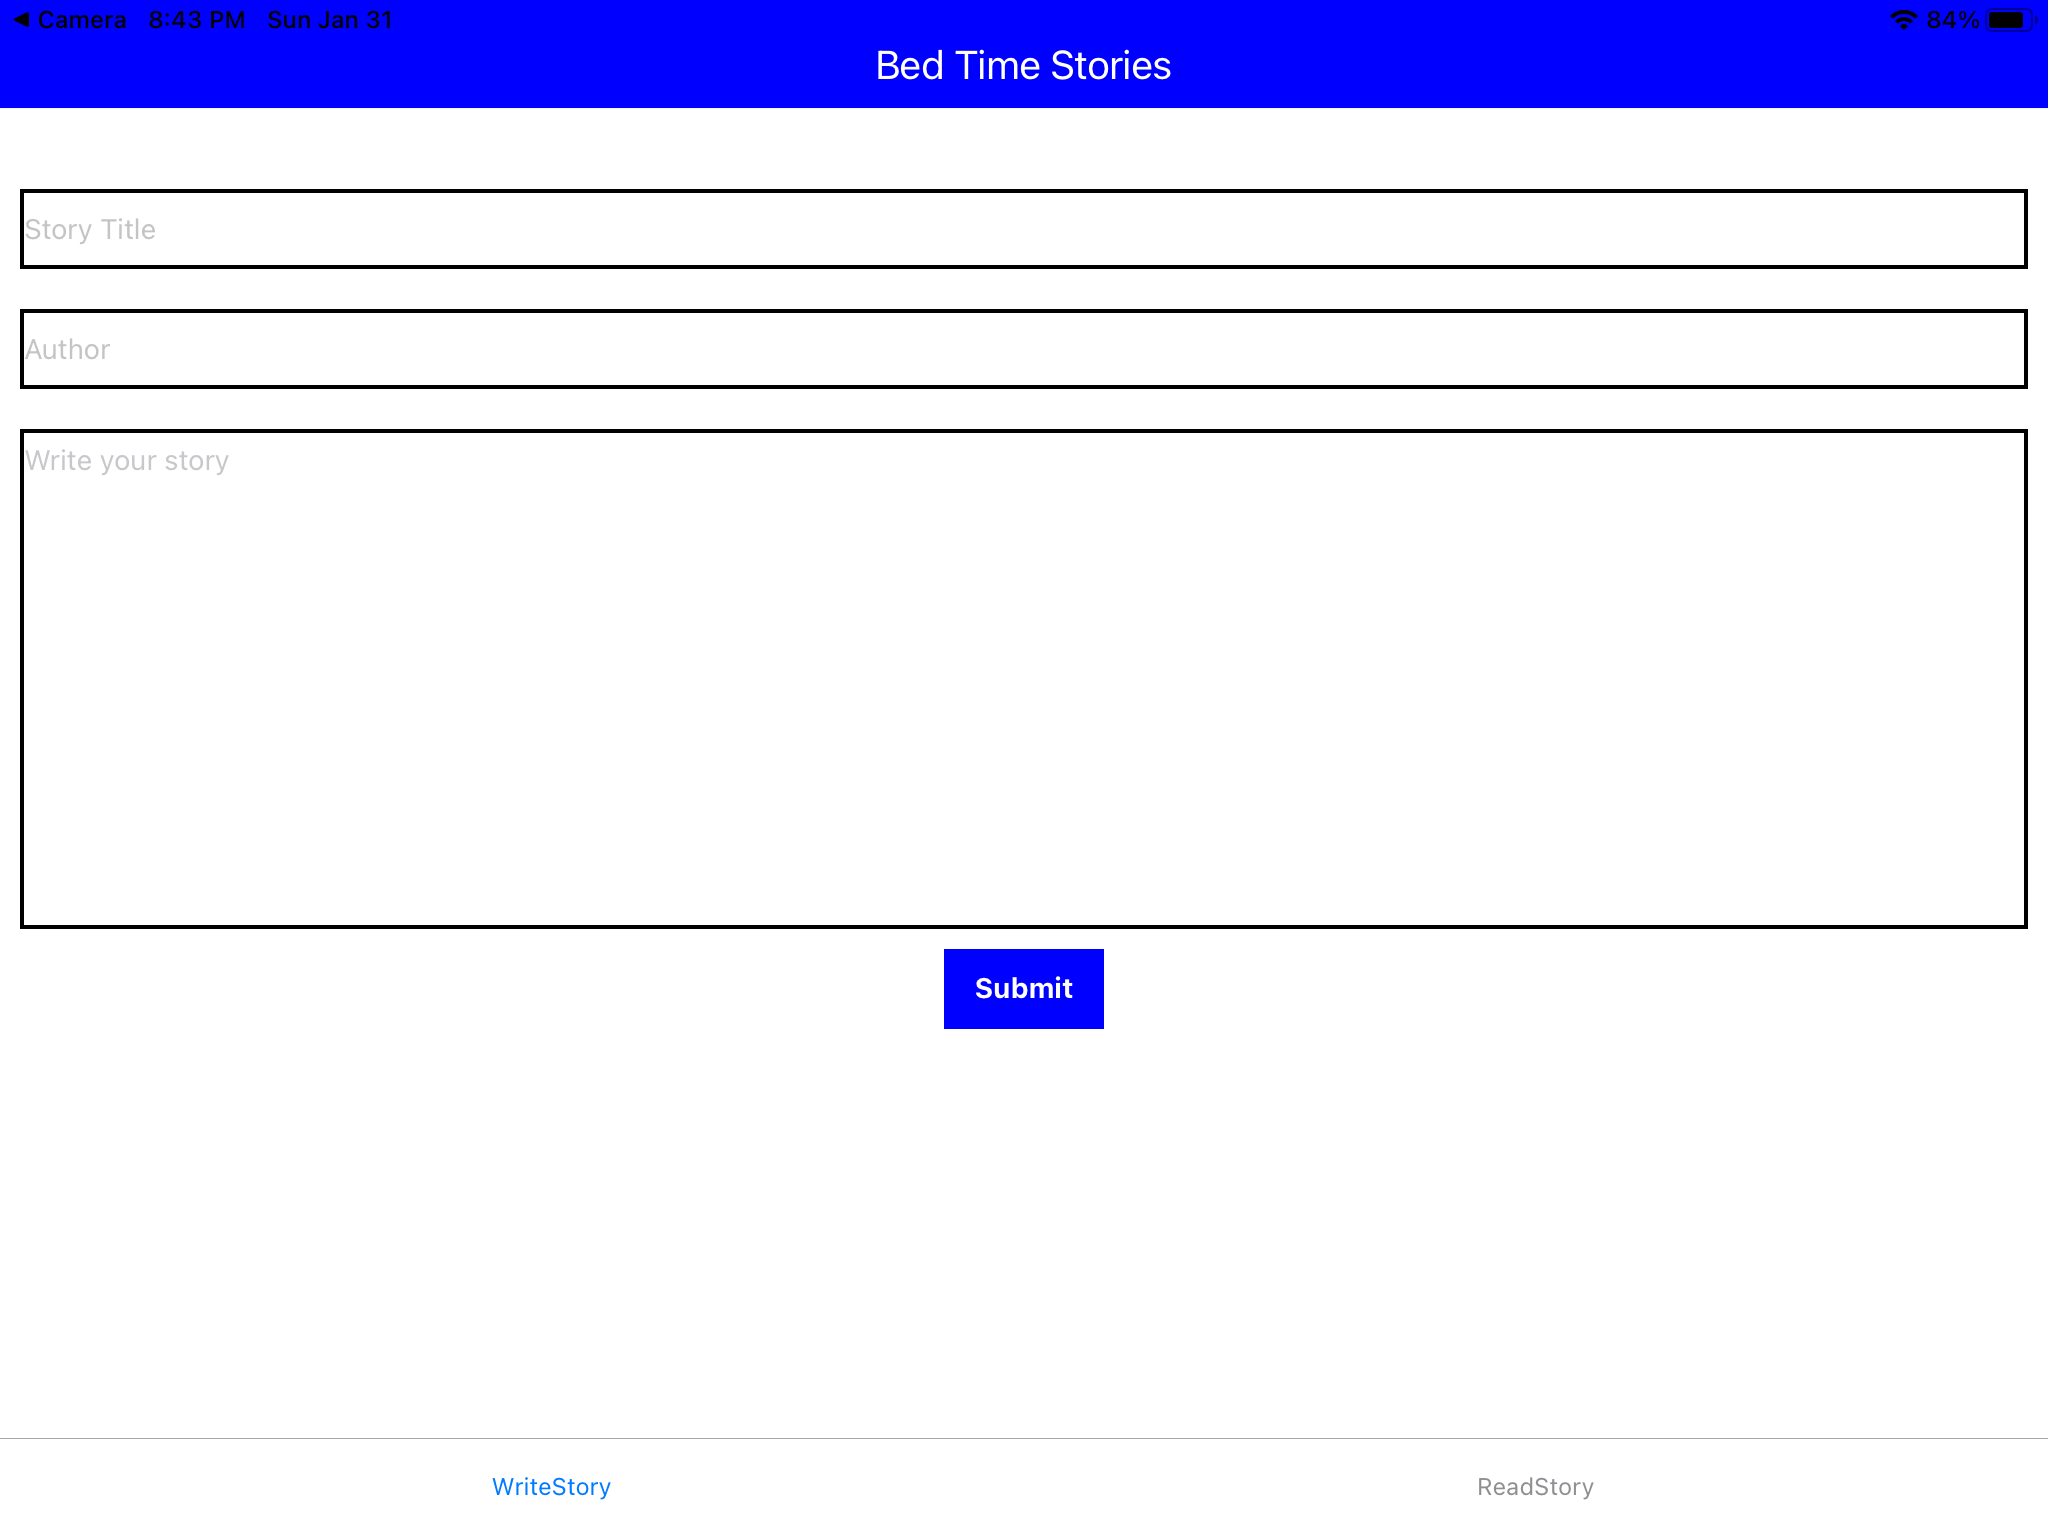 Camera 8:43 PM Sun Jan 31 84%
Bed Time Stories
Story Title
Author
Write your story
Submit
WriteStory ReadStory